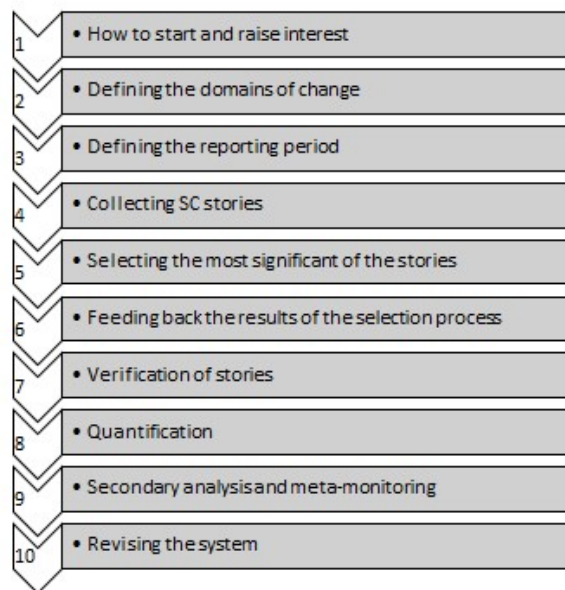 1 • How to start and raise interest
2 • Defining the domains of change
3 • Defining the reporting period
4 • Collecting SC stories
5 • Selecting the most significant of the stories
6 • Feeding back the results of the selection process
7 • Verification of stories
8 • Quantification
9 • Secondary analysis and meta-monitoring
10 • Revising the system